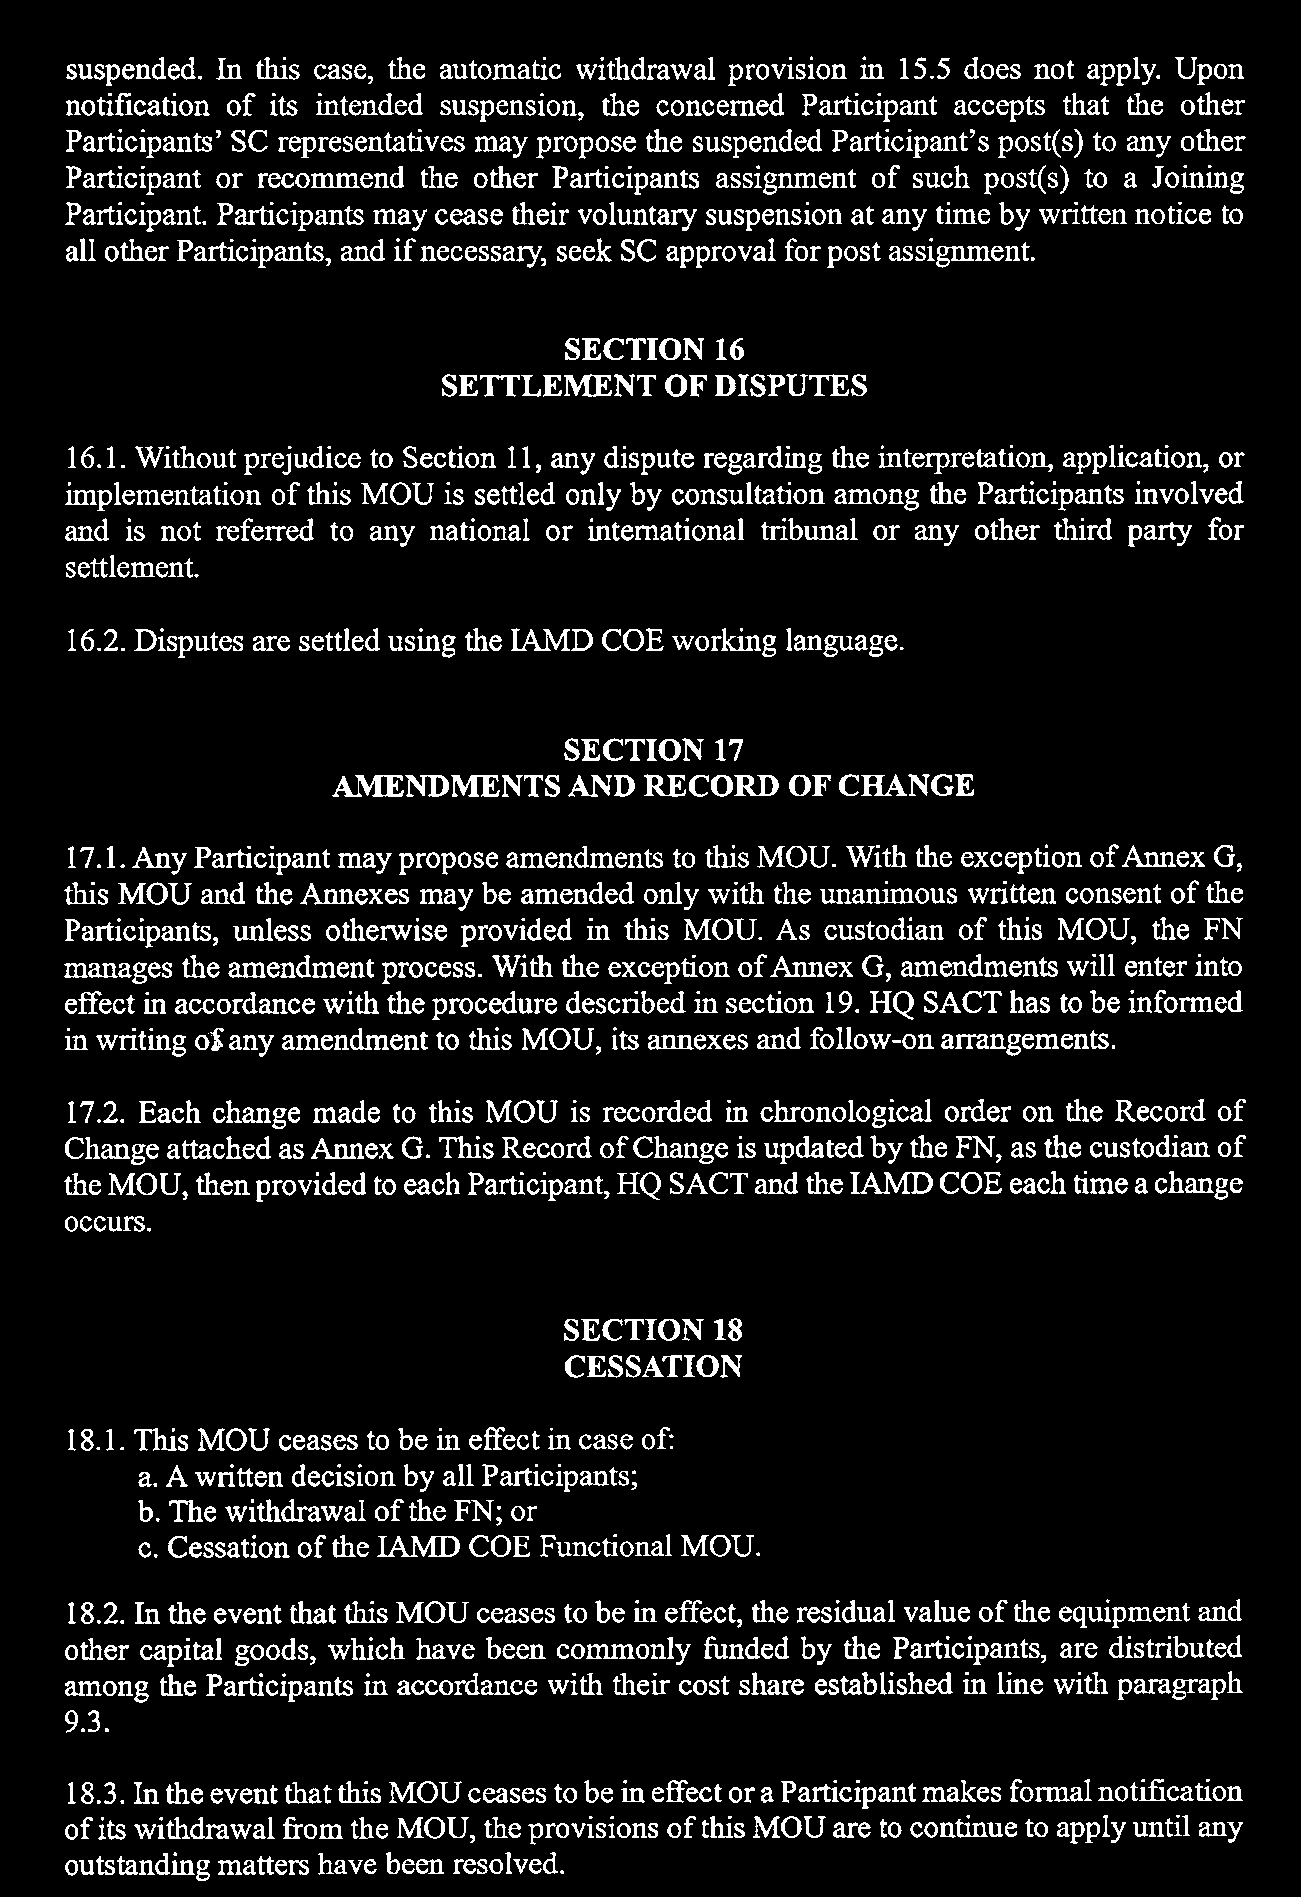 suspended. In this case, the automatic withdrawal provision in 15.5 does not apply. Upon
notification of its intended suspension, the concerned Participant accepts that the other
Participants' SC representatives may propose the suspended Participant's post(s) to any other
Participant or recommend the other Participants assignment of such post(s) to a Joining
Participant. Participants may cease their voluntary suspension at any time by written notice to
all other Participants, and if necessary, seek SC approval for post assignment.
SECTION 16
SETTLEMENT OF DISPUTES
16.1. Without prejudice to Section 11, any dispute regarding the interpretation, application, or
implementation of this MOU is settled only by consultation among the Participants involved
and is not referred to any national or international tribunal or any other third party for
settlement.
16.2. Disputes are settled using the IAMD COE working language.
SECTION 17
AMENDMENTS AND RECORD OF CHANGE
17.1. Any Participant may propose amendments to this MOU. With the exception of Annex G,
this MOU and the Annexes may be amended only with the unanimous written consent of the
Participants, unless otherwise provided in this MOU. As custodian of this MOU, the FN
manages the amendment process. With the exception of Annex G, amendments will enter into
effect in accordance with the procedure described in section 19. HQ SACT has to be informed
in writing of any amendment to this MOU, its annexes and follow-on arrangements.
17.2. Each change made to this MOU is recorded in chronological order on the Record of
Change attached as Annex G. This Record of Change is updated by the FN, as the custodian of
the MOU, then provided to each Participant, HQ SACT and the IAMD COE each time a change
occurs.
SECTION 18
CESSATION
18.1. This MOU ceases to be in effect in case of:
a. A written decision by all Participants;
b. The withdrawal of the FN; or
c. Cessation of the IAMD COE Functional MOU.
18.2. In the event that this MOU ceases to be in effect, the residual value of the equipment and
other capital goods, which have been commonly funded by the Participants, are distributed
among the Participants in accordance with their cost share established in line with paragraph
9.3.
18.3. In the event that this MOU ceases to be in effect or a Participant makes formal notification
of its withdrawal from the MOU, the provisions of this MOU are to continue to apply until any
outstanding matters have been resolved.